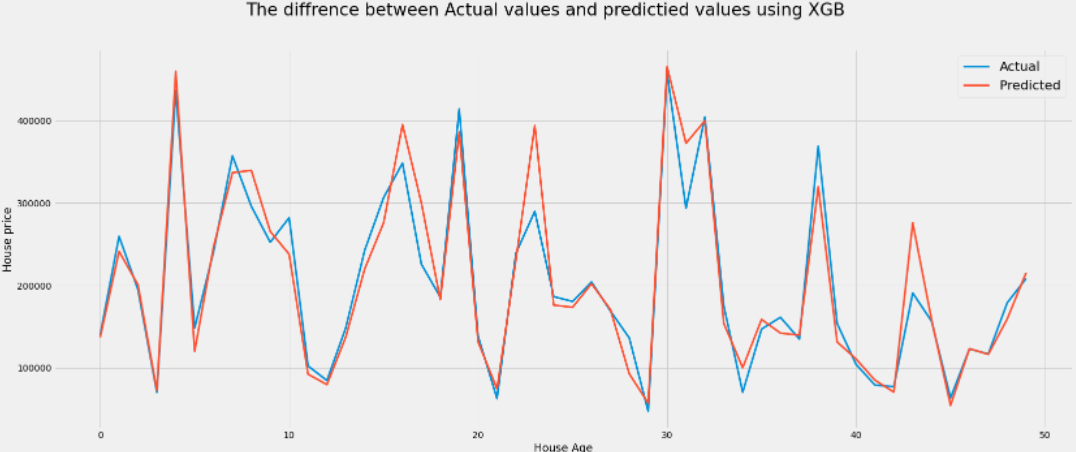 The diffrence between Actual values and predictied values using XGB
Actual
Predicted
400000
300000
200000
100000
House price
0 10 20 30 40 50
House Age